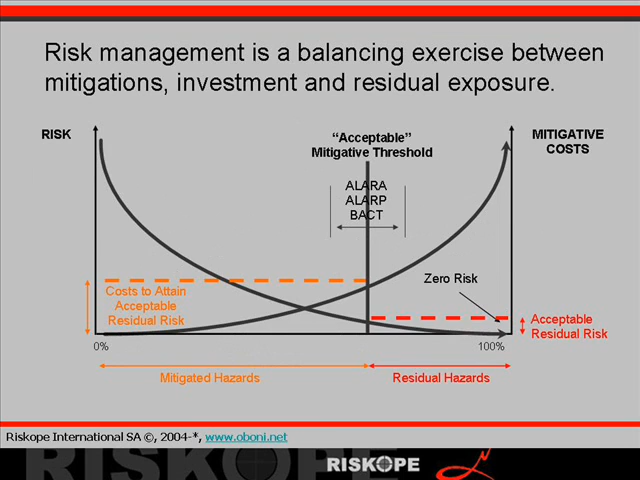 Risk management is a balancing exercise between
mitigations, investment and residual exposure.
RISK
“Acceptable”
Mitigative Threshold
MITIGATIVE
COSTS
ALARA
ALARP
BACT
Zero Risk
Costs to Attain
Acceptable
Residual Risk
Acceptable
Residual Risk
0%
100%
Mitigated Hazards
Residual Hazards
Riskope International SA ©, 2004-*, www.oboni.net
RISKOPE
RISKOPE